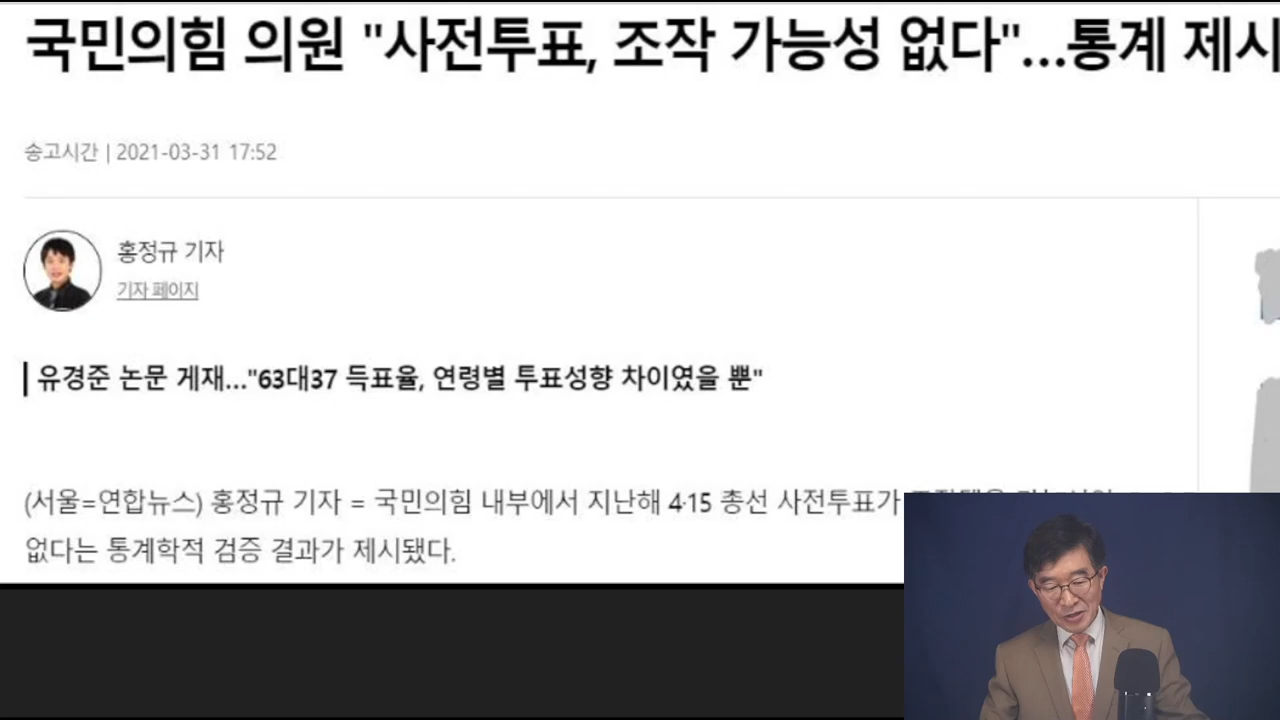 국민의힘 의원 "사전투표, 조작 가능성 없다"...통계 제시
송고시간 | 2021-03-31 17:52
홍정규 기자
기자 페이지
유경준 논문 게재..."63대37 득표율, 연령별 투표성향 차이였을 뿐"
(서울=연합뉴스) 홍정규 기자 = 국민의힘 내부에서 지난해 4·15 총선 사전투표가
없다는 통계학적 검증 결과가 제시됐다.